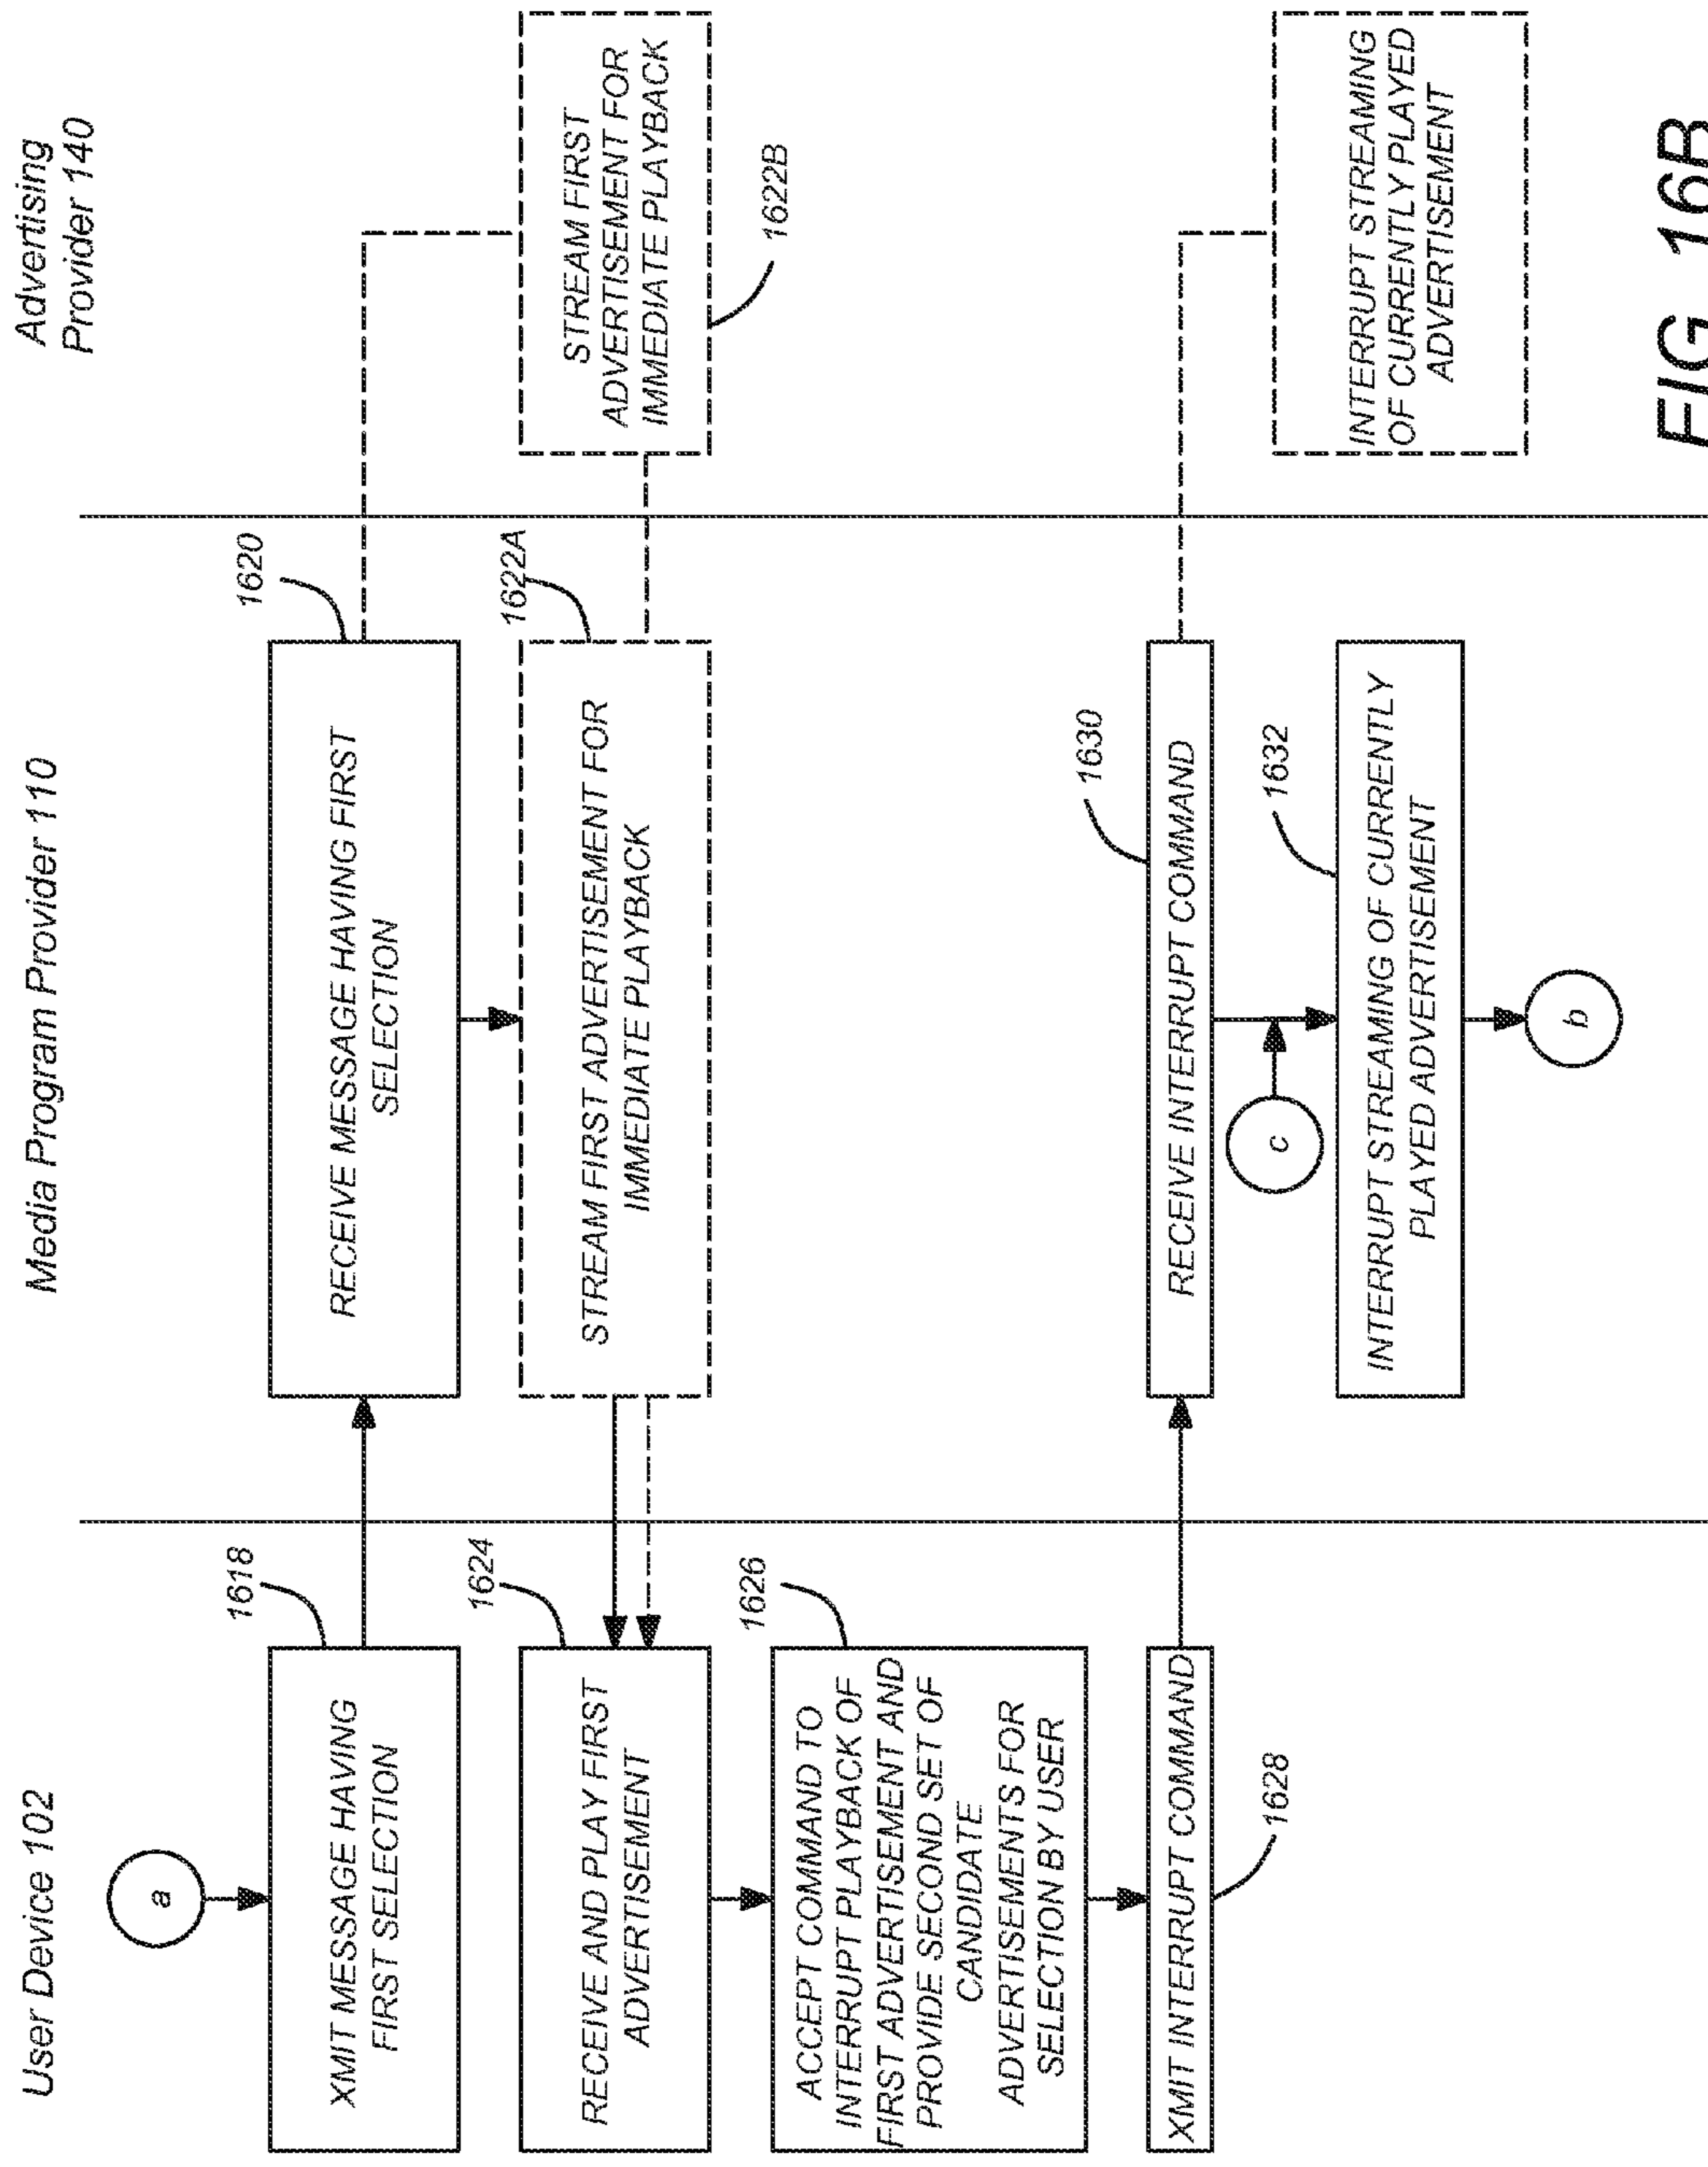 User Device 102
Media Program Provider 110
Advertising
Provider 140
a
XMIT MESSAGE HAVING
FIRST SELECTION
1618
RECEIVE MESSAGE HAVING FIRST
SELECTION
1620
RECEIVE AND PLAY FIRST
ADVERTISEMENT
1624
STREAM FIRST ADVERTISEMENT FOR
IMMEDIATE PLAYBACK
1622A
STREAM FIRST
ADVERTISEMENT FOR
IMMEDIATE PLAYBACK
1622B
ACCEPT COMMAND TO
INTERRUPT PLAYBACK OF
FIRST ADVERTISEMENT AND
PROVIDE SECOND SET OF
CANDIDATE
ADVERTISEMENTS FOR
SELECTION BY USER
1626
XMIT INTERRUPT COMMAND
1628
RECEIVE INTERRUPT COMMAND
1630
c
INTERRUPT STREAMING OF CURRENTLY
PLAYED ADVERTISEMENT
1632
b
INTERRUPT STREAMING
OF CURRENTLY PLAYED
ADVERTISEMENT
FIG. 16B